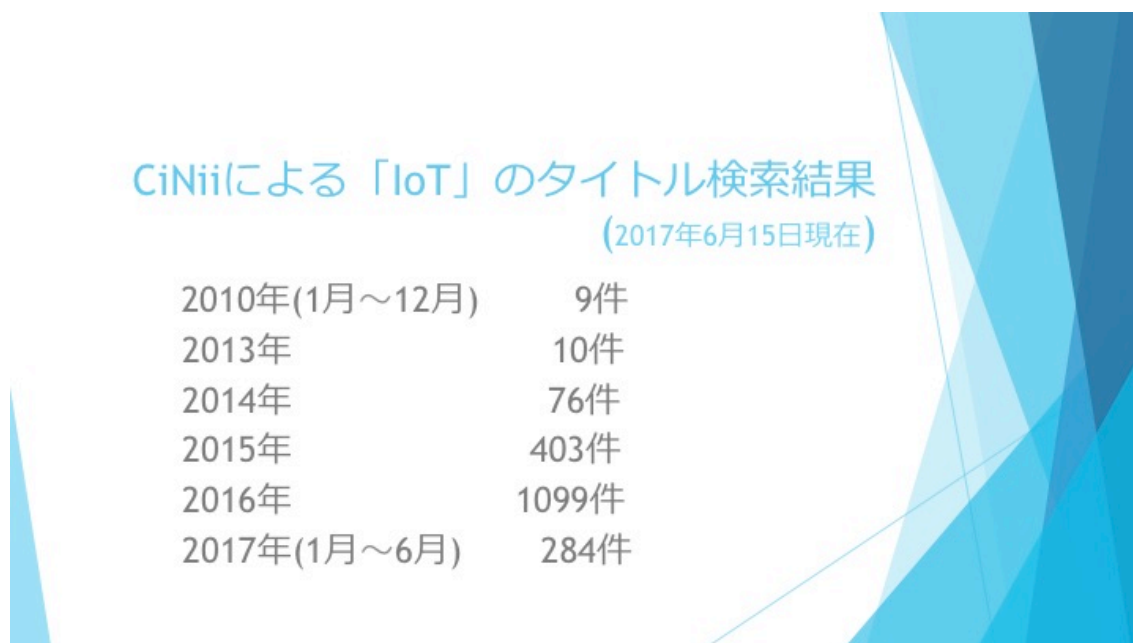 CiNiiによる「IoT」のタイトル検索結果
(2017年6月15日現在)
2010年(1月～12月) 9件
2013年 10件
2014年 76件
2015年 403件
2016年 1099件
2017年(1月～6月) 284件